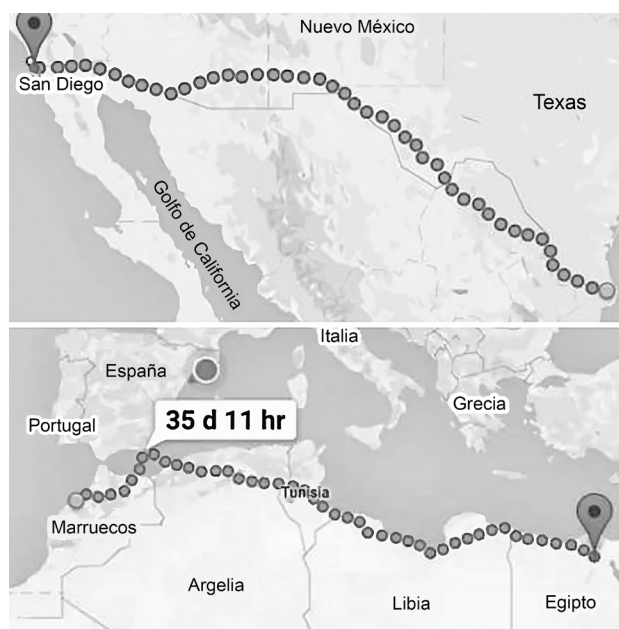 Nuevo México
San Diego
Texas
Golfo de California
Italia
España
Grecia
Portugal
35 d 11 hr
Tunisia
Marruecos
Argelia
Libia
Egipto